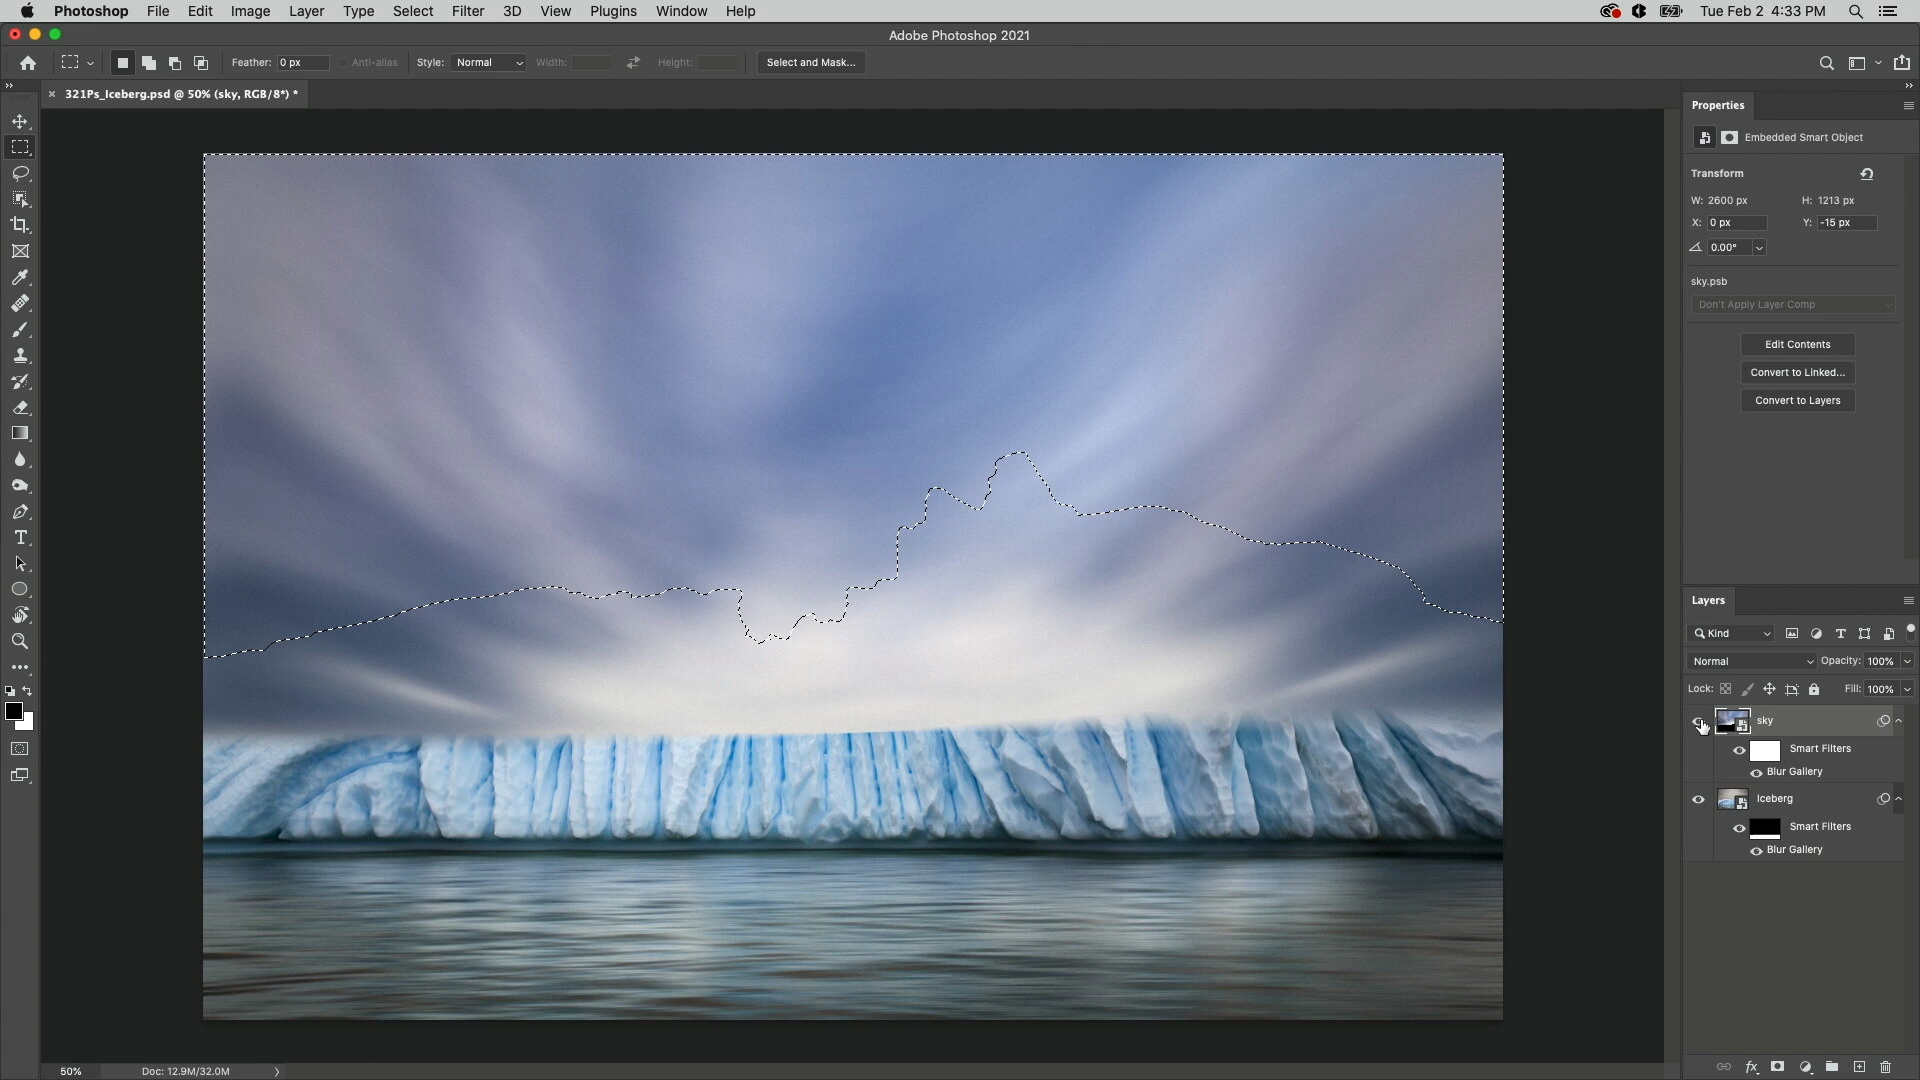 Photoshop File Edit Image Layer Type Select Filter 3D View Plugins Window Help Tue Feb 2 4:33 PM
Adobe Photoshop 2021
Feather: 0 px Anti-alias Style: Normal Width: Height: Select and Mask...
321Ps_Iceberg.psd @ 50% (sky, RGB/8*) *
Properties
Embedded Smart Object
Transform
W: 2600 px H: 1213 px
X: 0 px Y: -15 px
0.00°
sky.psb
Don't Apply Layer Comp
Edit Contents
Convert to Linked...
Convert to Layers
Layers
Kind
Normal Opacity: 100%
Lock: Fill: 100%
sky
Smart Filters
Blur Gallery
Iceberg
Smart Filters
Blur Gallery
50% Doc: 12.9M/32.0M